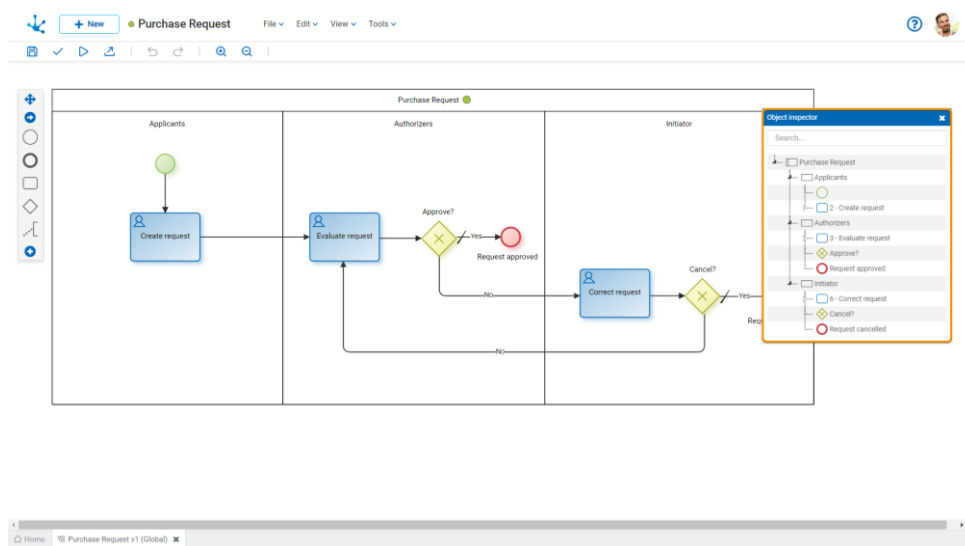 New
Purchase Request
File
Edit
View
Tools
Purchase Request
Applicants
Authorizers
Initiator
Create request
Evaluate request
Approve?
Yes
Request approved
No
Correct request
Cancel?
Yes
No
Object inspector
Search...
Purchase Request
Applicants
2 - Create request
Authorizers
3 - Evaluate request
Approve?
Request approved
Initiator
6 - Correct request
Cancel?
Request cancelled
Home
Purchase Request v1 (Global)